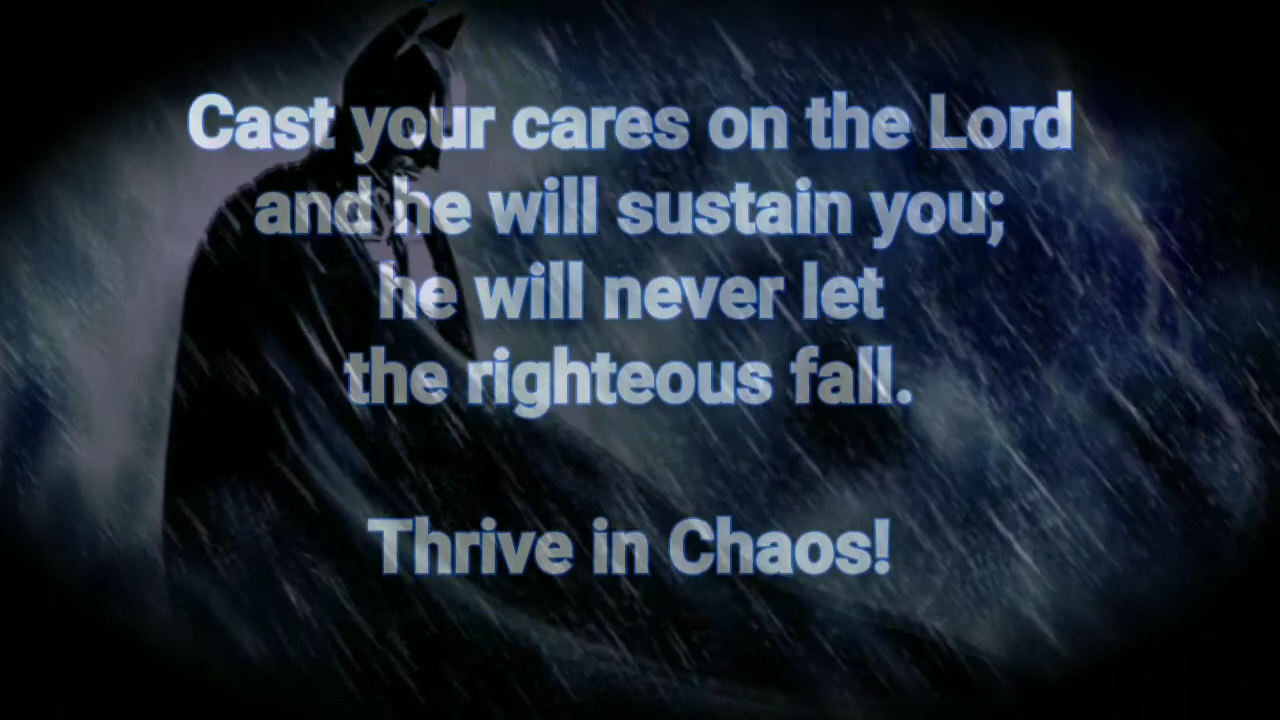 Cast your cares on the Lord
and he will sustain you;
he will never let
the righteous fall.
Thrive in Chaos!